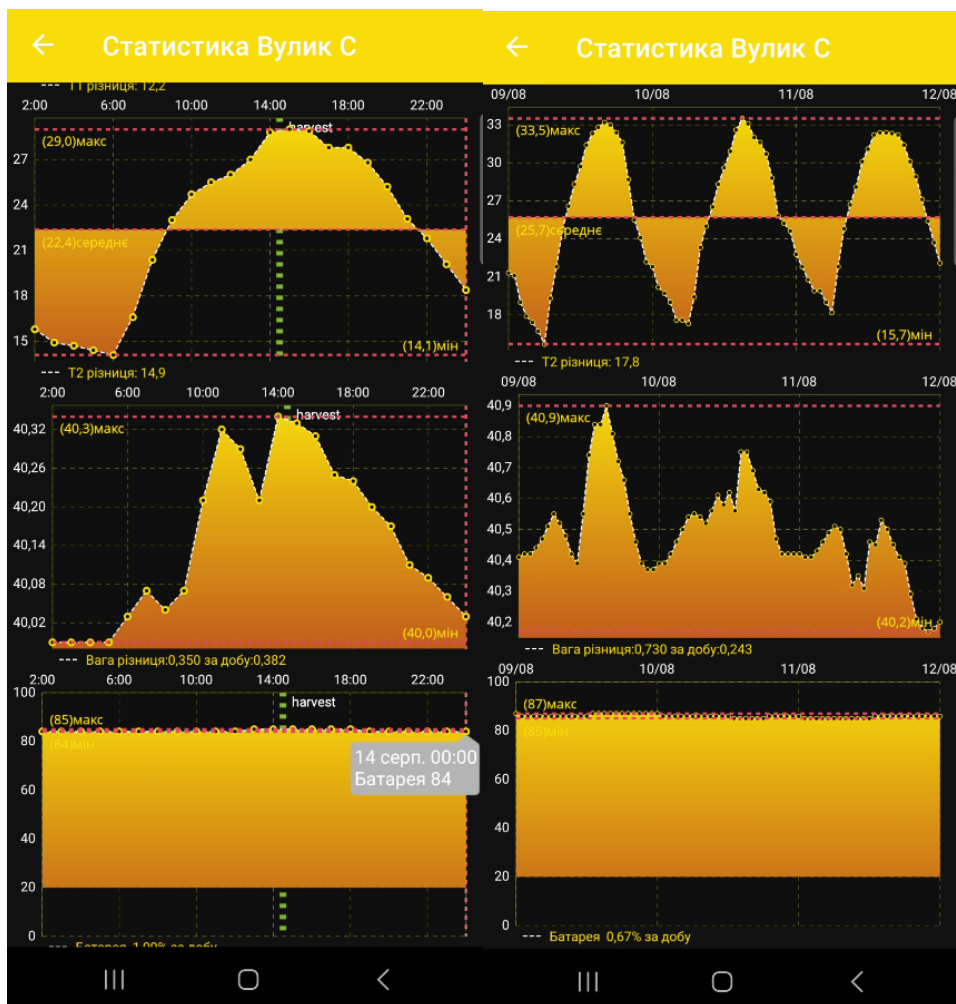 Статистика Вулик С
T1 різниця: 12,2
2:00 6:00 10:00 14:00 18:00 22:00
harvest
(29,0)макс
27
24
(22,4)середнє
21
18
15
(14,1)мін
T2 різниця: 14,9
2:00 6:00 10:00 14:00 18:00 22:00
harvest
(40,3)макс
40,32
40,26
40,20
40,14
40,08
40,02
(40,0)мін
Вага різниця:0,350 за добу:0,382
2:00 6:00 10:00 14:00 18:00 22:00
100
harvest
(85)макс
80
(84)мін
14 серп. 00:00
Батарея 84
60
40
20
0
Батарея 1,00% за добу
Статистика Вулик С
09/08 10/08 11/08 12/08
33
(33,5)макс
30
27
(25,7)середнє
24
21
18
(15,7)мін
T2 різниця: 17,8
09/08 10/08 11/08 12/08
40,9
(40,9)макс
40,8
40,7
40,6
40,5
40,4
40,3
40,2
(40,2)мін
Вага різниця:0,730 за добу:0,243
09/08 10/08 11/08 12/08
100
(87)макс
80
(85)мін
60
40
20
0
Батарея 0,67% за добу